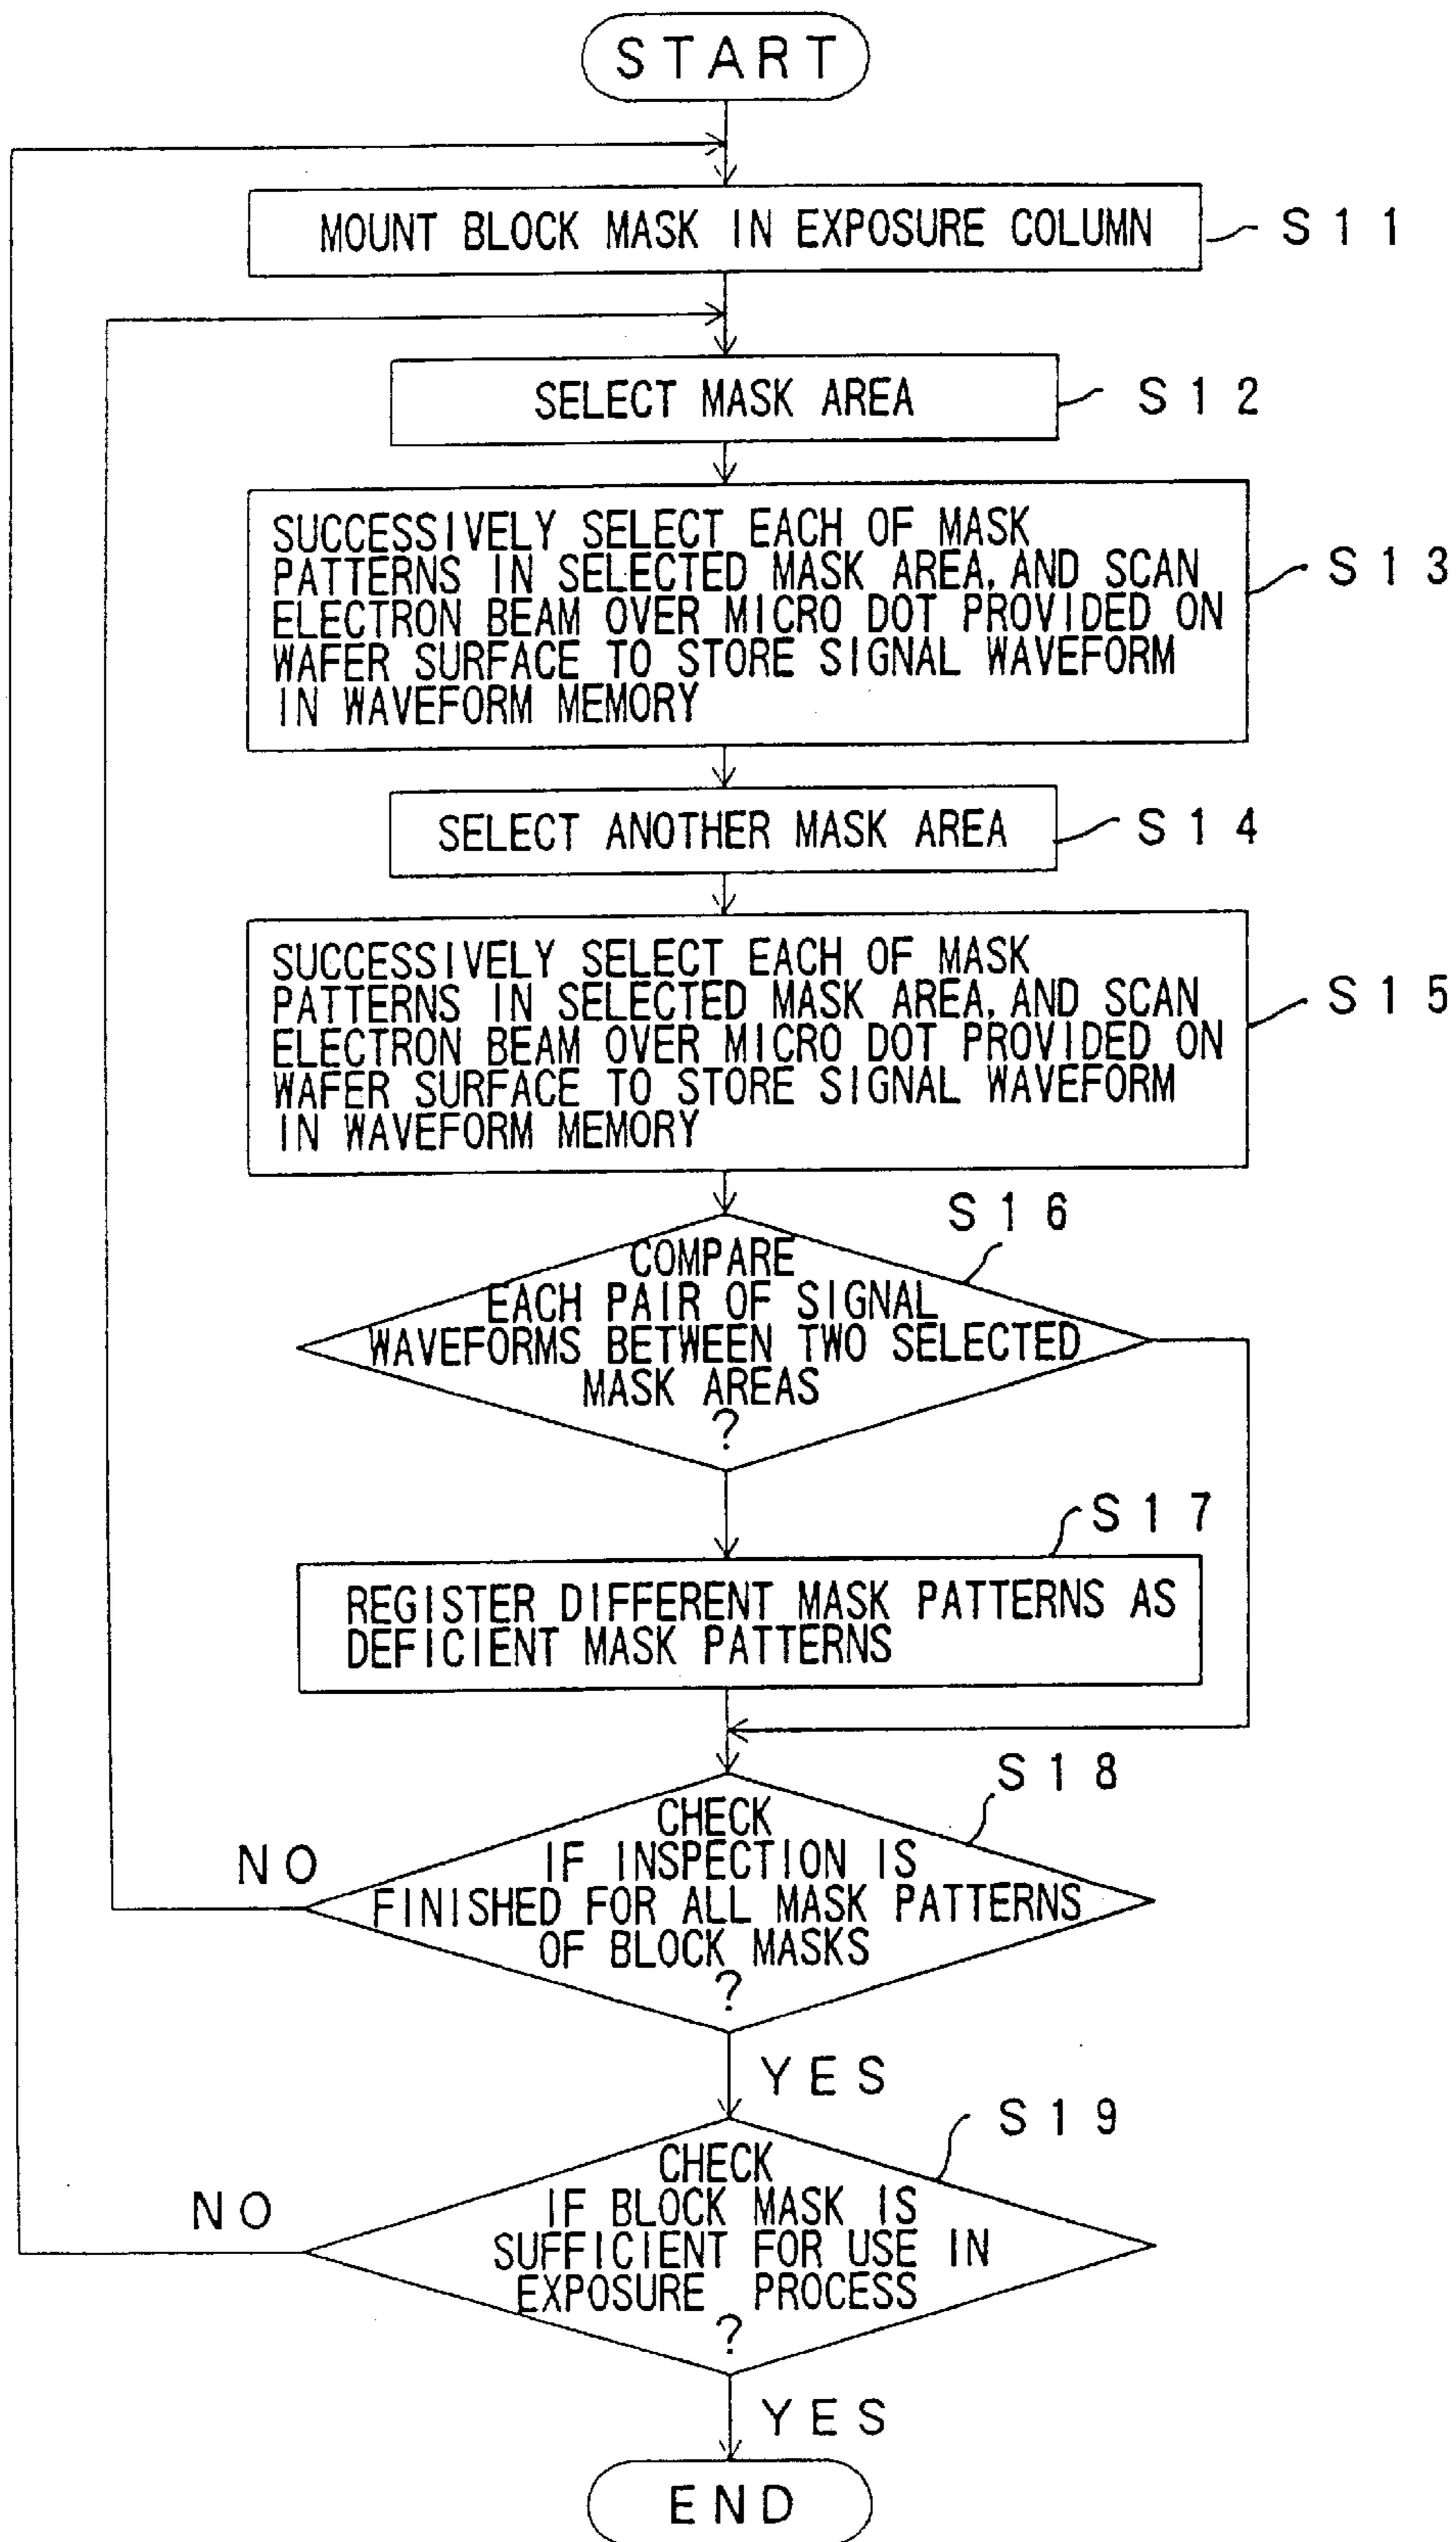 START
MOUNT BLOCK MASK IN EXPOSURE COLUMN
S11
SELECT MASK AREA
S12
SUCCESSIVELY SELECT EACH OF MASK
PATTERNS IN SELECTED MASK AREA, AND SCAN
ELECTRON BEAM OVER MICRO DOT PROVIDED ON
WAFER SURFACE TO STORE SIGNAL WAVEFORM
IN WAVEFORM MEMORY
S13
SELECT ANOTHER MASK AREA
S14
SUCCESSIVELY SELECT EACH OF MASK
PATTERNS IN SELECTED MASK AREA, AND SCAN
ELECTRON BEAM OVER MICRO DOT PROVIDED ON
WAFER SURFACE TO STORE SIGNAL WAVEFORM
IN WAVEFORM MEMORY
S15
S16
COMPARE
EACH PAIR OF SIGNAL
WAVEFORMS BETWEEN TWO SELECTED
MASK AREAS
?
S17
REGISTER DIFFERENT MASK PATTERNS AS
DEFICIENT MASK PATTERNS
S18
CHECK
IF INSPECTION IS
FINISHED FOR ALL MASK PATTERNS
OF BLOCK MASKS
?
NO
YES
S19
CHECK
IF BLOCK MASK IS
SUFFICIENT FOR USE IN
EXPOSURE PROCESS
?
NO
YES
END